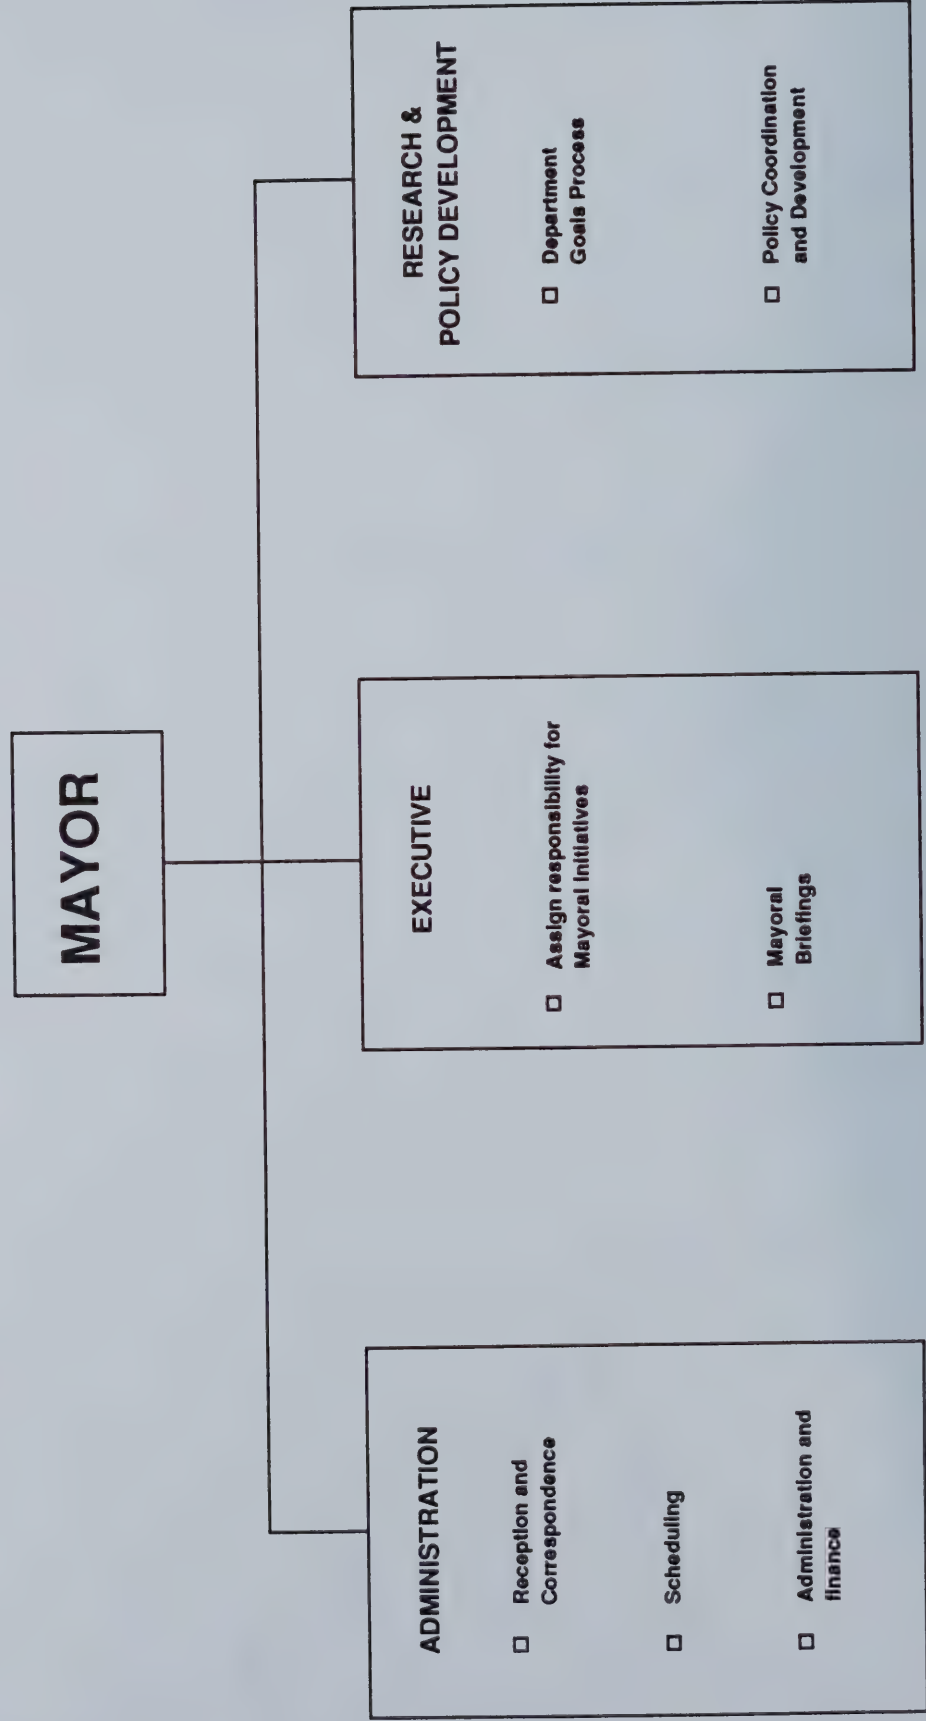 MAYOR
ADMINISTRATION
☐ Reception and
Correspondence
☐ Scheduling
☐ Administration and
finance
EXECUTIVE
☐ Assign responsibility for
Mayoral Initiatives
☐ Mayoral
Briefings
RESEARCH &
POLICY DEVELOPMENT
☐ Department
Goals Process
☐ Policy Coordination
and Development